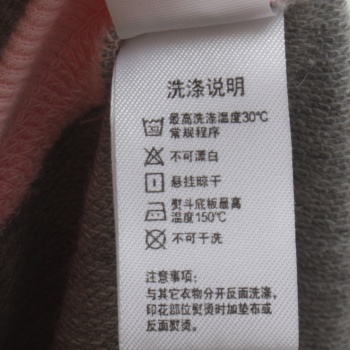 洗涤说明
最高洗涤温度30℃
常规程序
不可漂白
悬挂晾干
熨斗底板最高
温度150℃
不可干洗
注意事项:
与其它衣物分开反面洗涤,
印花部位熨烫时加垫布或
反面熨烫。